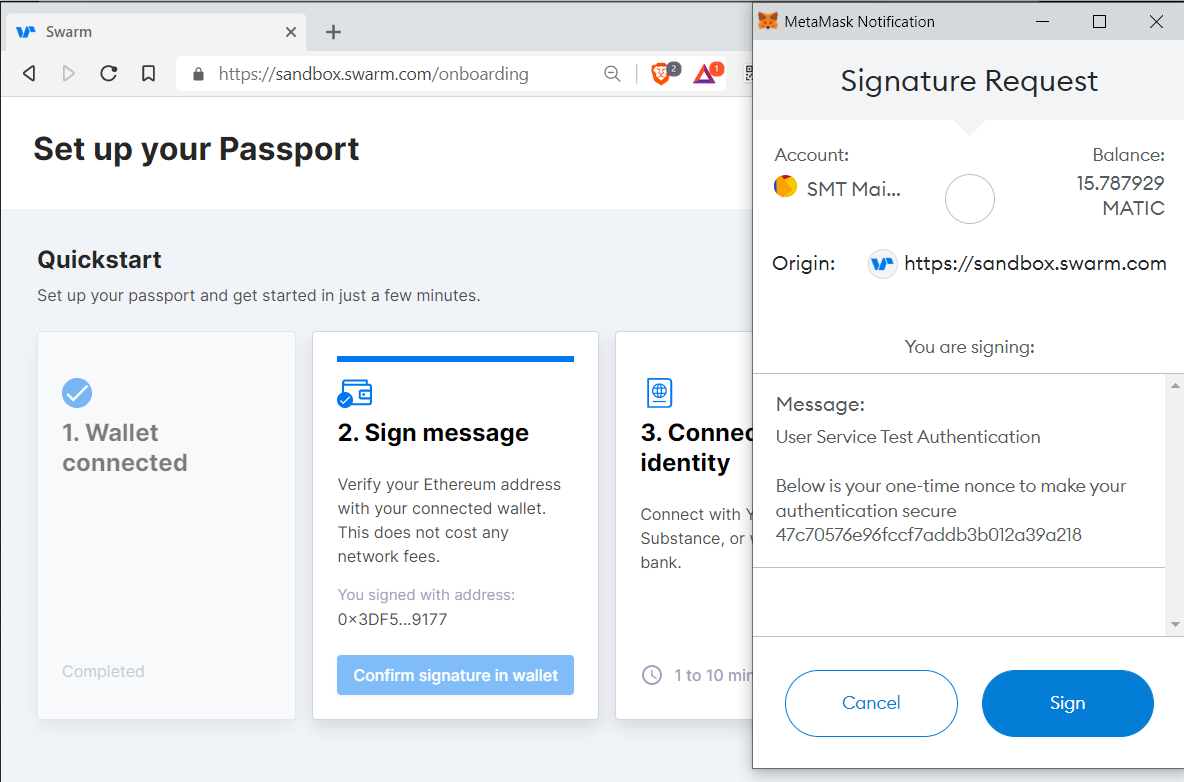 Swarm
https://sandbox.swarm.com/onboarding
2
1
Set up your Passport
Quickstart
Set up your passport and get started in just a few minutes.
1. Wallet
connected
Completed
2. Sign message
Verify your Ethereum address
with your connected wallet.
This does not cost any
network fees.
You signed with address:
0×3DF5...9177
Confirm signature in wallet
3. Connec
identity
Connect with Y
Substance, or
bank.
1 to 10 min
MetaMask Notification
Signature Request
Account:
Balance:
SMT Mai...
15.787929
MATIC
Origin:
https://sandbox.swarm.com
You are signing:
Message:
User Service Test Authentication
Below is your one-time nonce to make your
authentication secure
47c70576e96fccf7addb3b012a39a218
Cancel
Sign